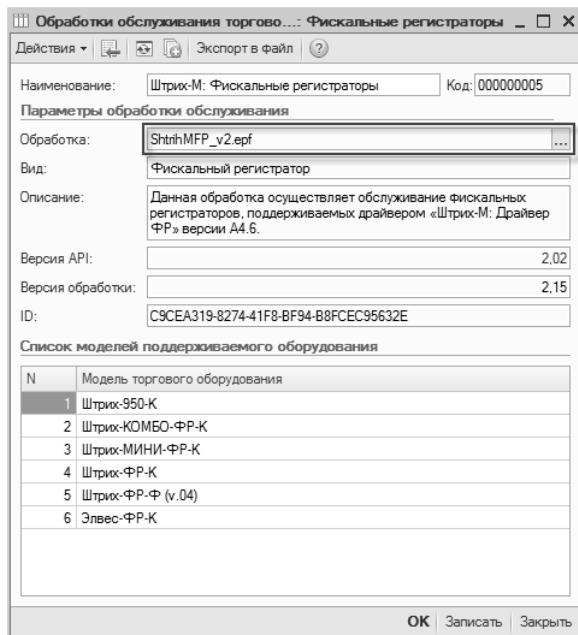 Обработки обслуживания торгово...: Фискальные регистраторы
Действия Экспорт в файл ?
Наименование: Штрих-М: Фискальные регистраторы Код: 000000005
Параметры обработки обслуживания
Обработка: ShtrihMFP_v2.epf ...
Вид: Фискальный регистратор
Описание: Данная обработка осуществляет обслуживание фискальных
регистраторов, поддерживаемых драйвером «Штрих-М: Драйвер
ФР» версии А4.6.
Версия API: 2,02
Версия обработки: 2,15
ID: C9CEA319-8274-41F8-BF94-B8FCEC95632E
Список моделей поддерживаемого оборудования
N Модель торгового оборудования
1 Штрих-950-К
2 Штрих-КОМБО-ФР-К
3 Штрих-МИНИ-ФР-К
4 Штрих-ФР-К
5 Штрих-ФР-Ф (v.04)
6 Элвес-ФР-К
OK Записать Закрыть